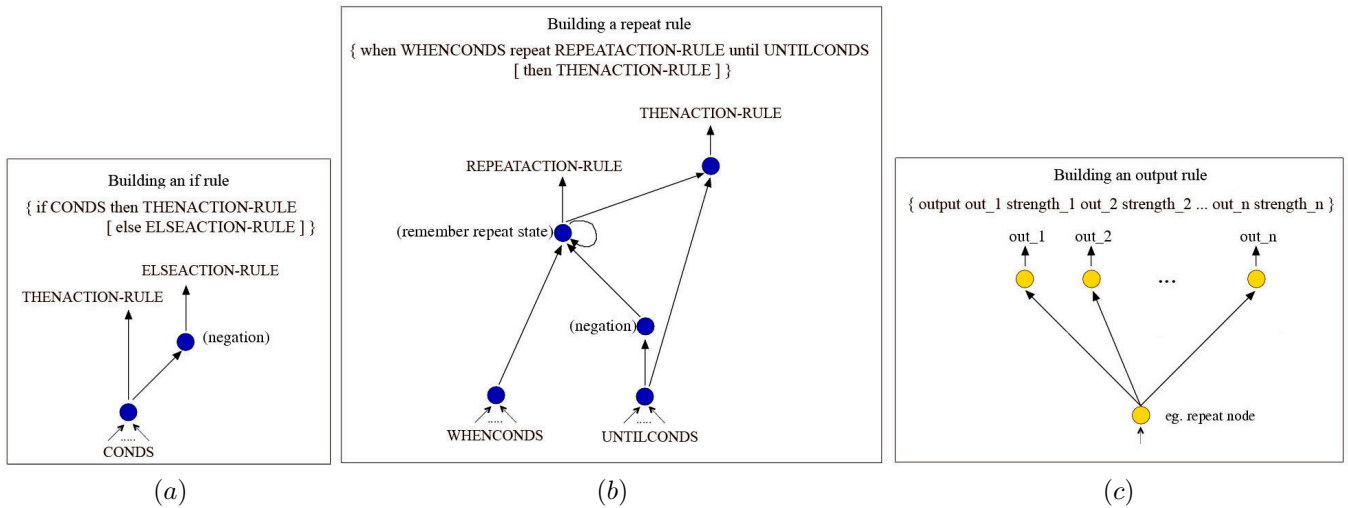 Building an if rule
{ if CONDS then THENACTION-RULE
[ else ELSEACTION-RULE ] }
ELSEACTION-RULE
THENACTION-RULE
(negation)
.....
CONDS
(a)
Building a repeat rule
{ when WHENCONDS repeat REPEATACTION-RULE until UNTILCONDS
[ then THENACTION-RULE ] }
THENACTION-RULE
REPEATACTION-RULE
(remember repeat state)
(negation)
..... .....
WHENCONDS UNTILCONDS
(b)
Building an output rule
{ output out_1 strength_1 out_2 strength_2 ... out_n strength_n }
out_1 out_2 out_n
...
eg. repeat node
(c)